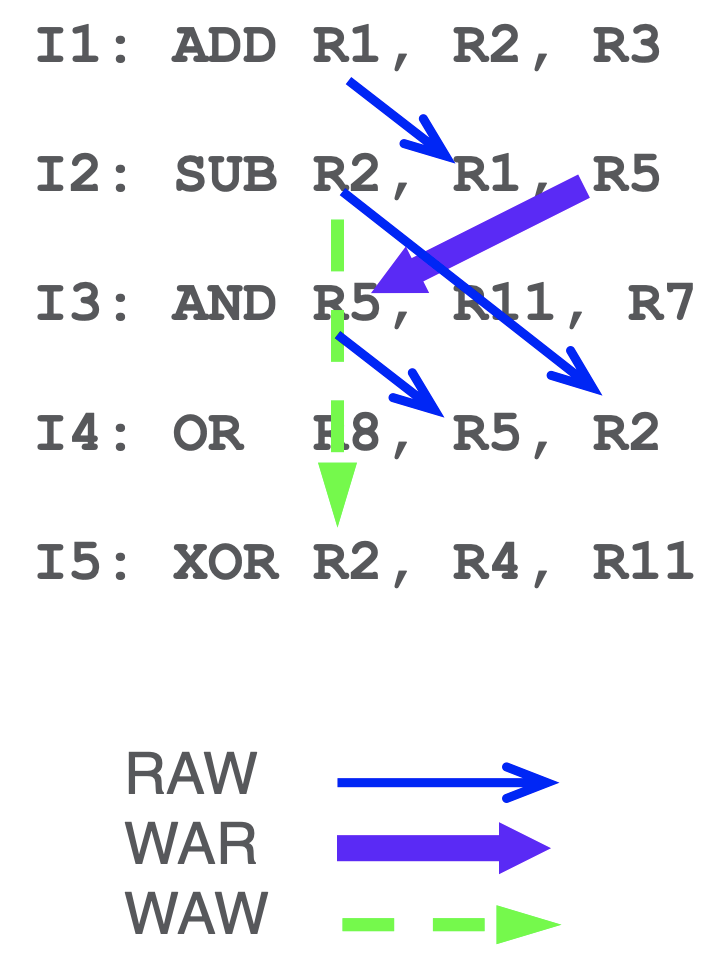 I1: ADD R1, R2, R3
I2: SUB R2, R1, R5
I3: AND R5, R11, R7
I4: OR R8, R5, R2
I5: XOR R2, R4, R11
RAW
WAR
WAW